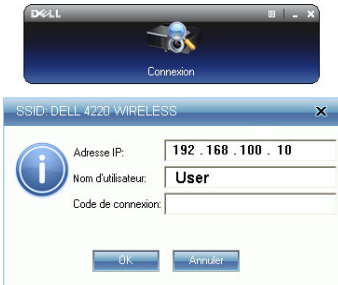 DELL
Connexion
SSID: DELL 4220 WIRELESS
Adresse IP: 192 . 168 . 100 . 10
Nom d'utilisateur: User
Code de connexion:
OK Annuler